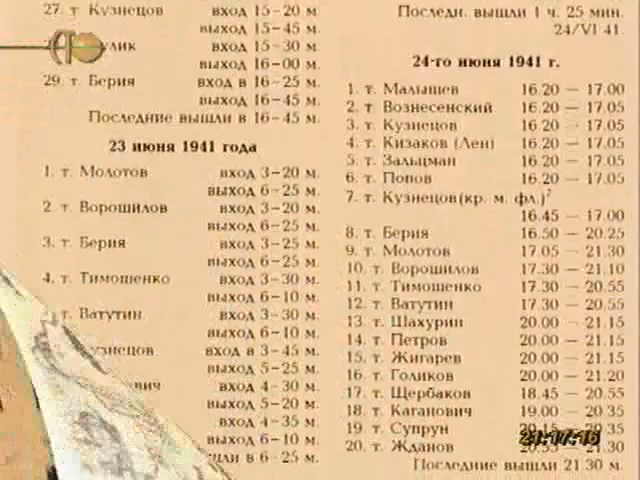 27. т Кузнецов вход 15-20 м.
выход 15-45 м.
улик вход 15-30 м
выход 16-00 м.
29. т. Берия вход в 16-25 м.
выход 16-45 м.
Последние вышли в 16-45 м.
23 июня 1941 года
1. т. Молотов вход 3-20 м.
выход 6-25 м.
2. т. Ворошилов вход 3-20 м.
выход 6-25 м.
3. т. Берия вход 3-25 м.
выход 6-25 м.
4. т. Тимошенко вход 3-30 м.
выход 6-10 м.
т. Ватутин вход 3-30 м.
выход 6-10 м.
знецов вход в 3-45 м.
выход 5-25 м.
вич вход 4-30 м.
выход 5-20 м.
вход 4-35 м.
выход 6-10 м.
ли в 6-25 м.
Последн. вышли 1 ч. 25 мин.
24/VI 41.
24-го июня 1941 г.
1. т. Малышев 16.20 — 17.00
2. т Вознесенский 16.20 — 17.05
3. т. Кузнецов 16.20 — 17.05
4. т. Кизаков (Лен) 16.20 — 17.05
5. т. Зальцман 16.20 — 17.05
6. т. Попов 16.20 — 17.05
7. т. Кузнецов (кр. м. фл.)²
16.45 — 17.00
8. т. Берия 16.50 — 20.25
9. т. Молотов 17.05 — 21.30
10. т. Ворошилов 17.30 — 21.10
11. т. Тимошенко 17.30 — 20.55
12. т. Ватутин 17.30 — 20.55
13. т. Шахурин 20.00 — 21.15
14. т. Петров 20.00 — 21.15
15. т. Жигарев 20.00 — 21.15
16. т. Голиков 20.00 — 21.20
17. т. Щербаков 18.45 — 20.55
18. т. Каганович 19.00 — 20.35
19 т. Супрун 20.15 — 20.35
20. т. Жданов 20.55 — 21.30
Последние вышли 21.30 м.
21:17:16